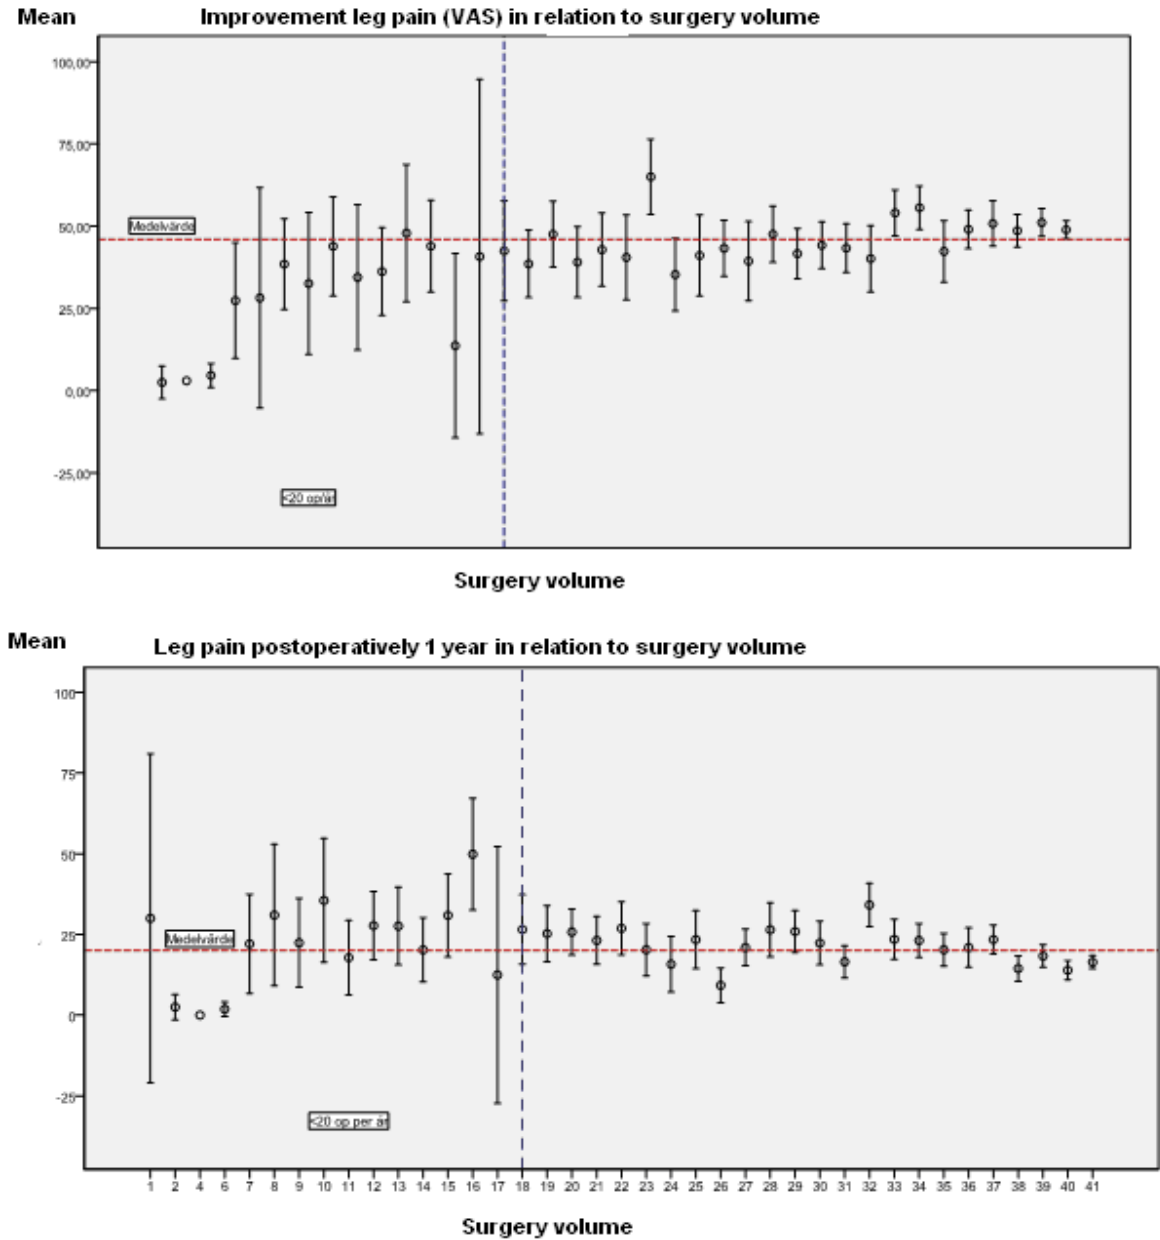 Mean
Improvement leg pain (VAS) in relation to surgery volume
100,00
75,00
50,00
25,00
0,00
-25,00
Medelvärde
<20 op/år
Surgery volume
Mean
Leg pain postoperatively 1 year in relation to surgery volume
100
75
50
25
0
-25
Medelvärde
<20 op per år
1 2 4 6 7 8 9 10 11 12 13 14 15 16 17 18 19 20 21 22 23 24 25 26 27 28 29 30 31 32 33 34 35 36 37 38 39 40 41
Surgery volume